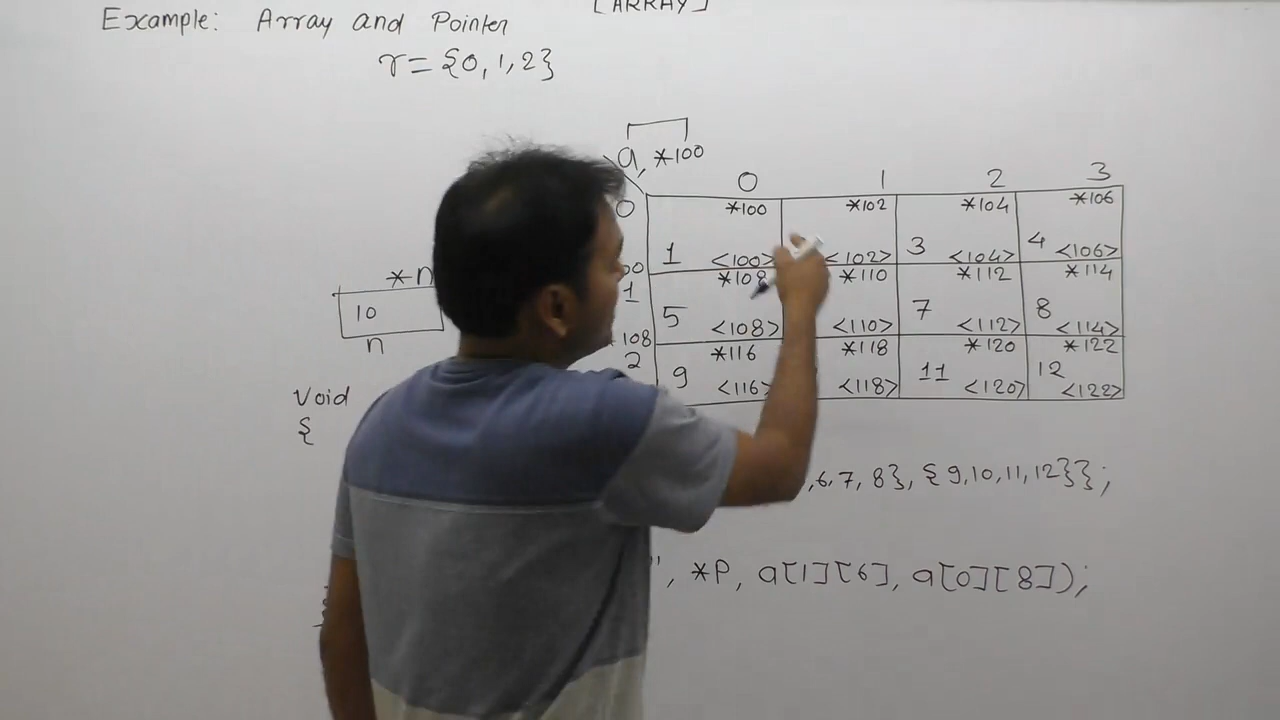 [ARRAY]
Example: Array and Pointer
r = {0, 1, 2}
a, *100
0 1 2 3
0 *100 *102 *104 *106
1 <100> <102> 3 <104> 4 <106>
*n
1 *108 *110 *112 *114
10 5 <108> <110> 7 <112> 8 <114>
n
108
2 *116 *118 *120 *122
9 <116> <118> 11 <120> 12 <122>
Void
{
,6,7,8}, {9,10,11,12}};
", *P, a[1][6], a[0][8]);